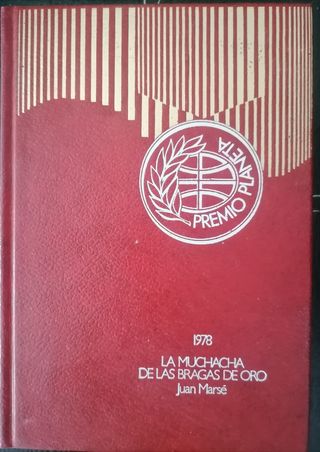 PREMIO PLANETA
1978
LA MUCHACHA
DE LAS BRAGAS DE ORO
Juan Marsé